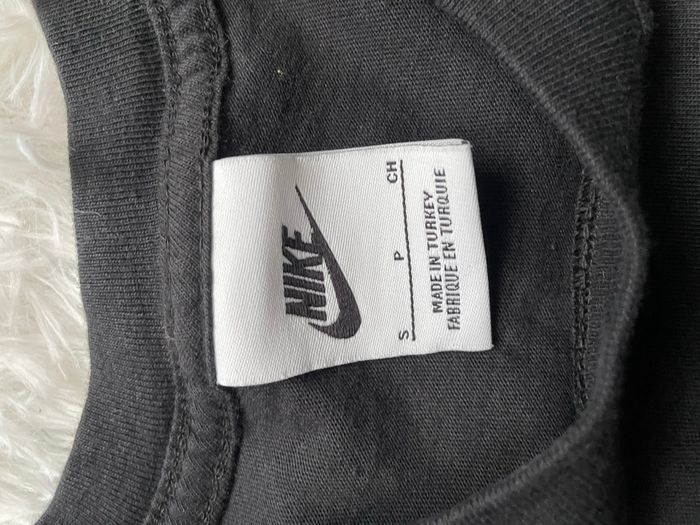 NIKE
S P CH
MADE IN TURKEY
FABRIQUE EN TURQUIE